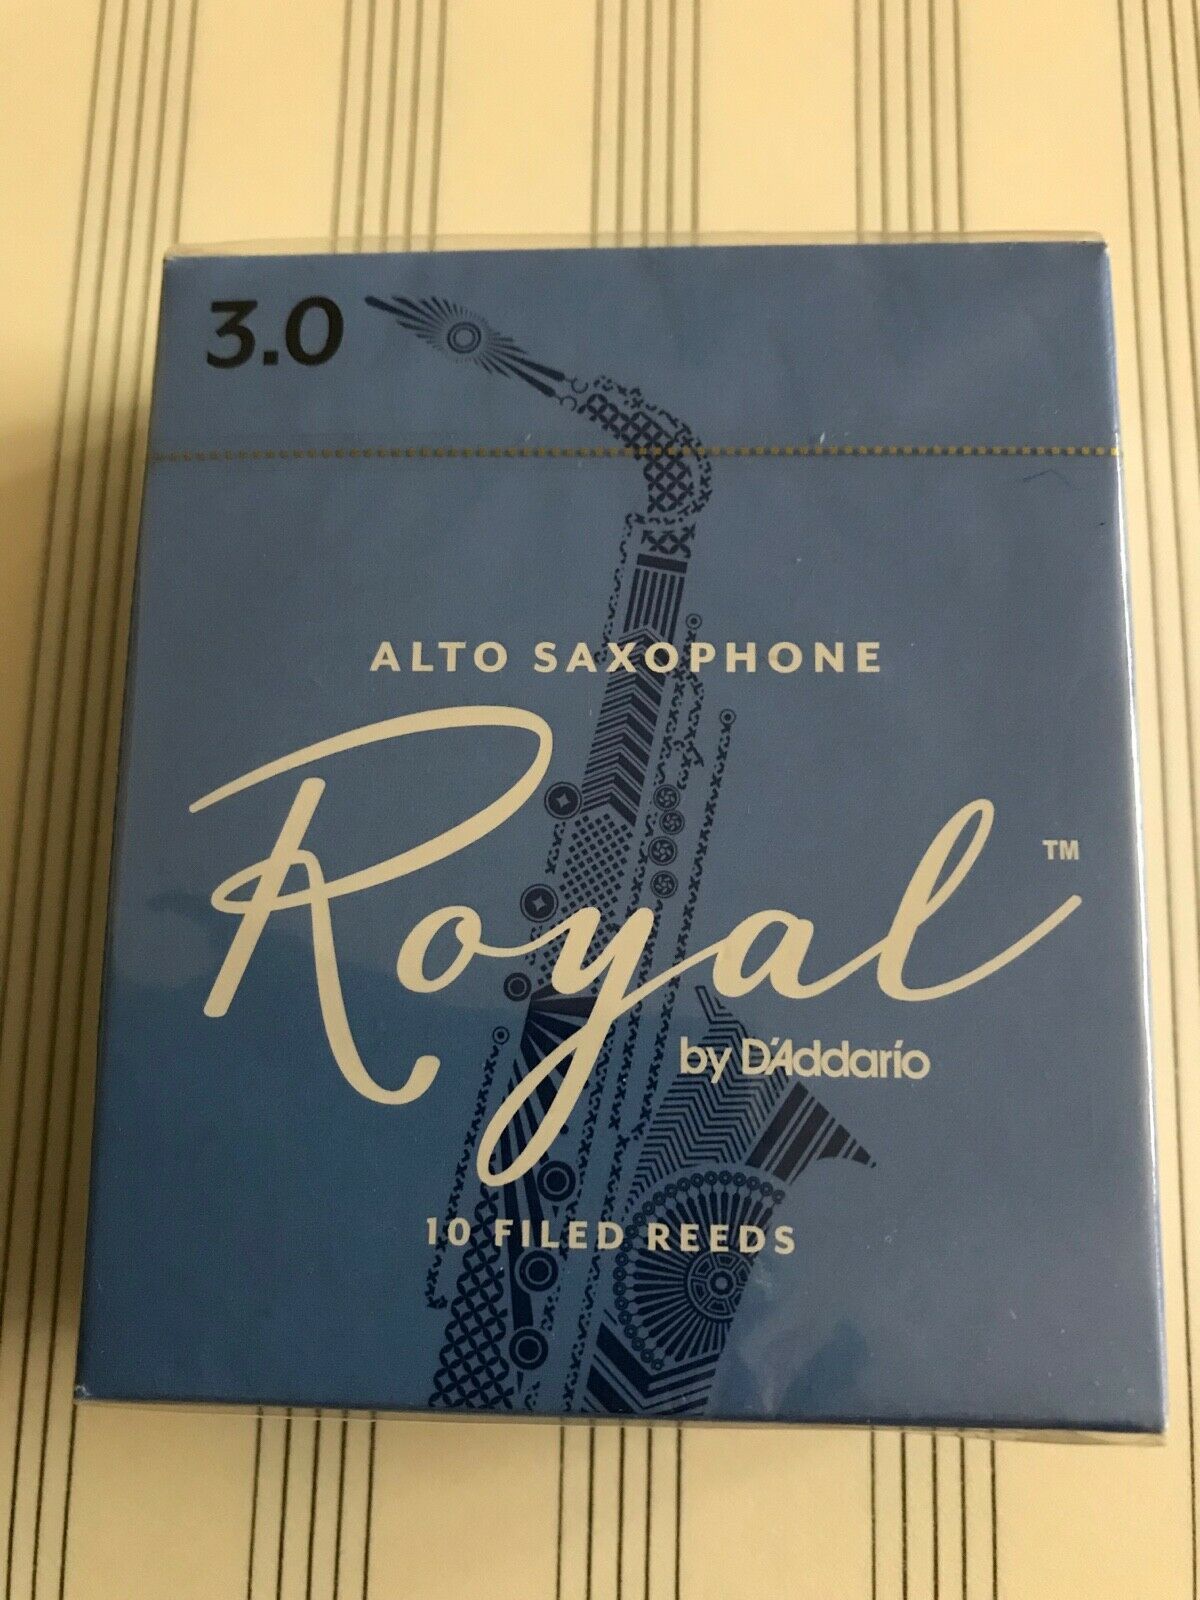 3.0
ALTO SAXOPHONE
Royal™
by D'Addario
10 FILED REEDS